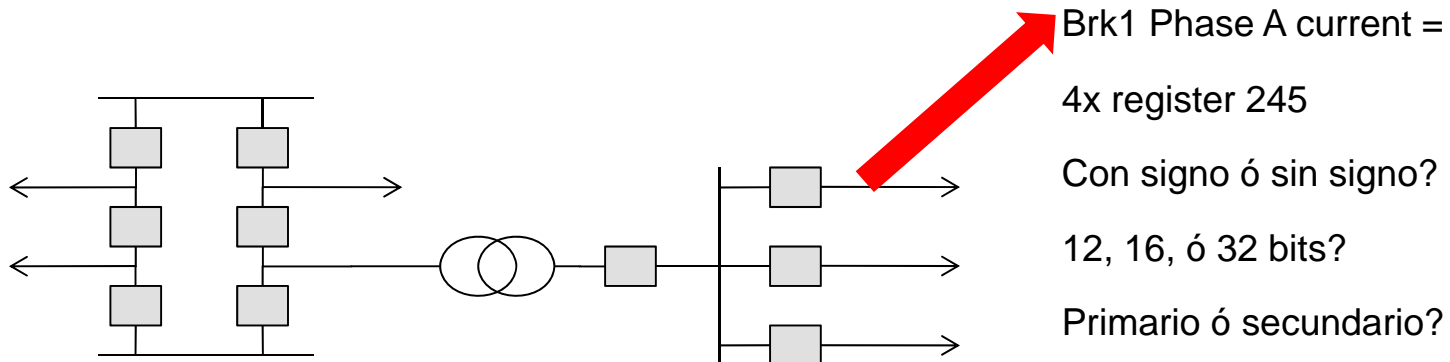 Brk1 Phase A current =
4x register 245
Con signo ó sin signo?
12, 16, ó 32 bits?
Primario ó secundario?